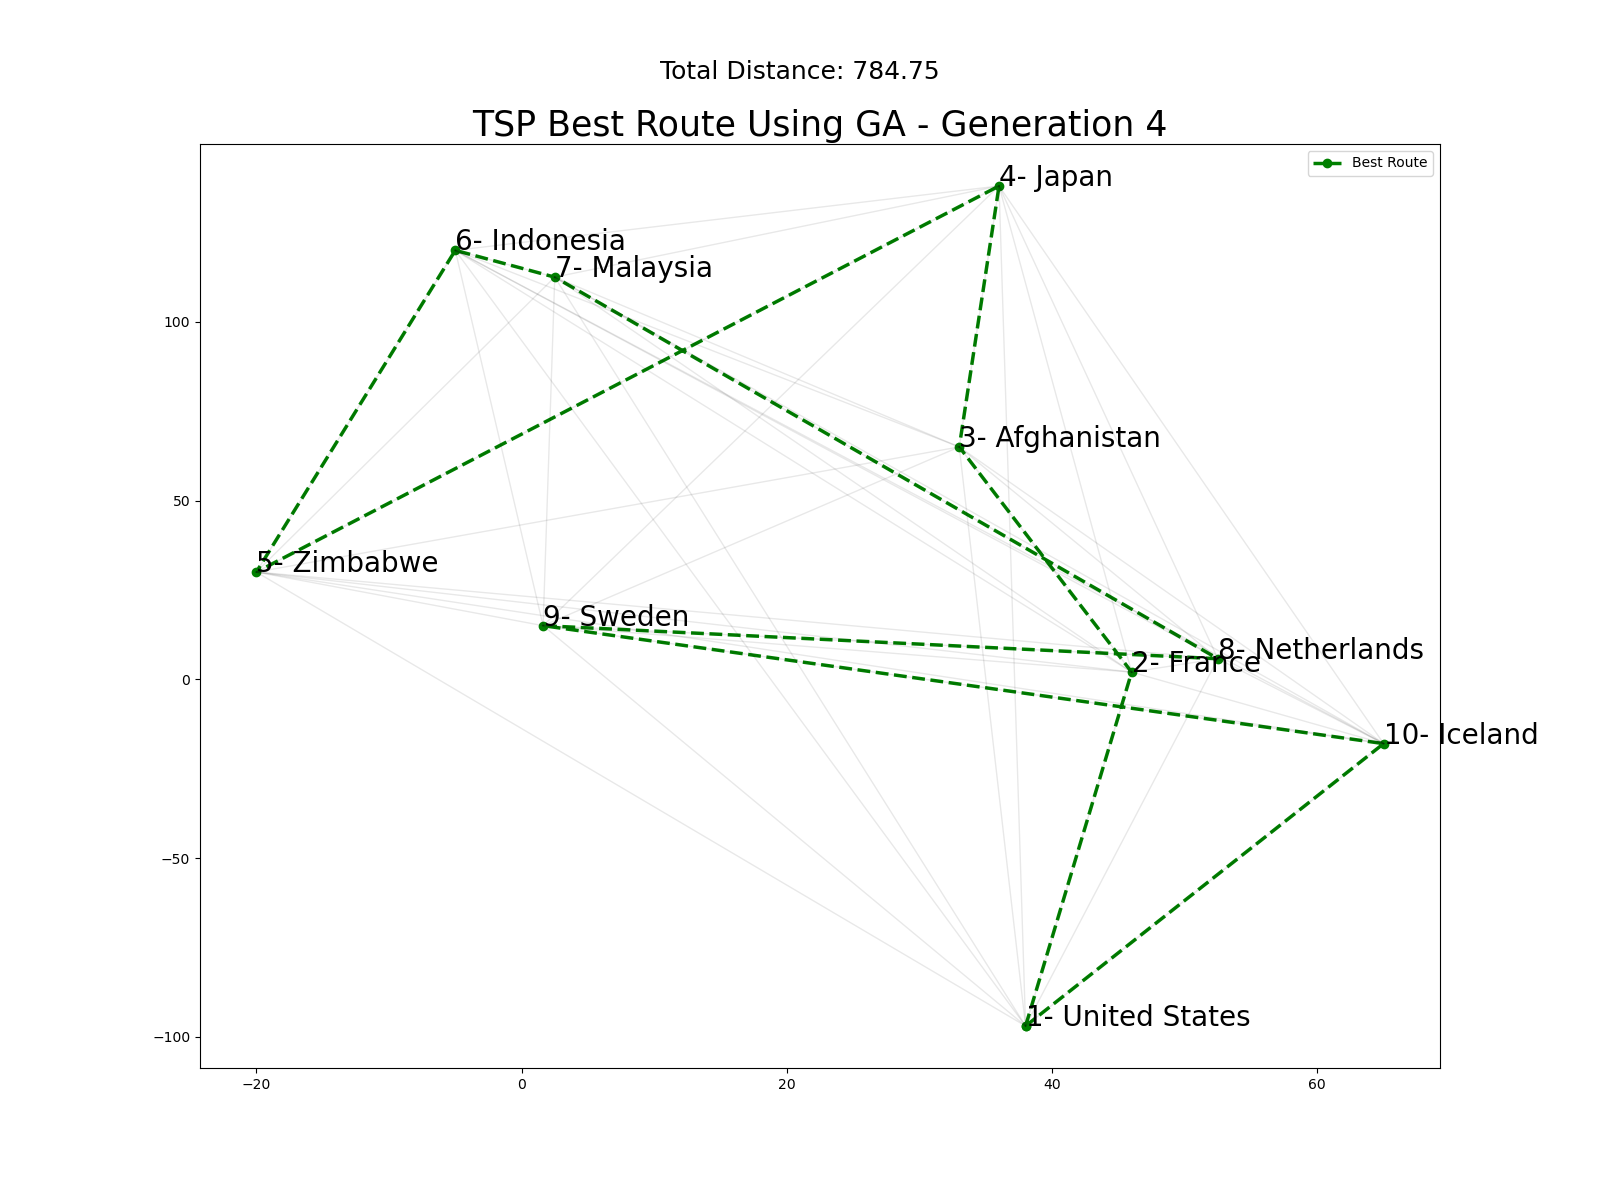 Total Distance: 784.75
TSP Best Route Using GA - Generation 4
Best Route
4- Japan
6- Indonesia
7- Malaysia
3- Afghanistan
5- Zimbabwe
9- Sweden
8- Netherlands
2- France
10- Iceland
1- United States
100
50
0
−50
−100
−20
0
20
40
60